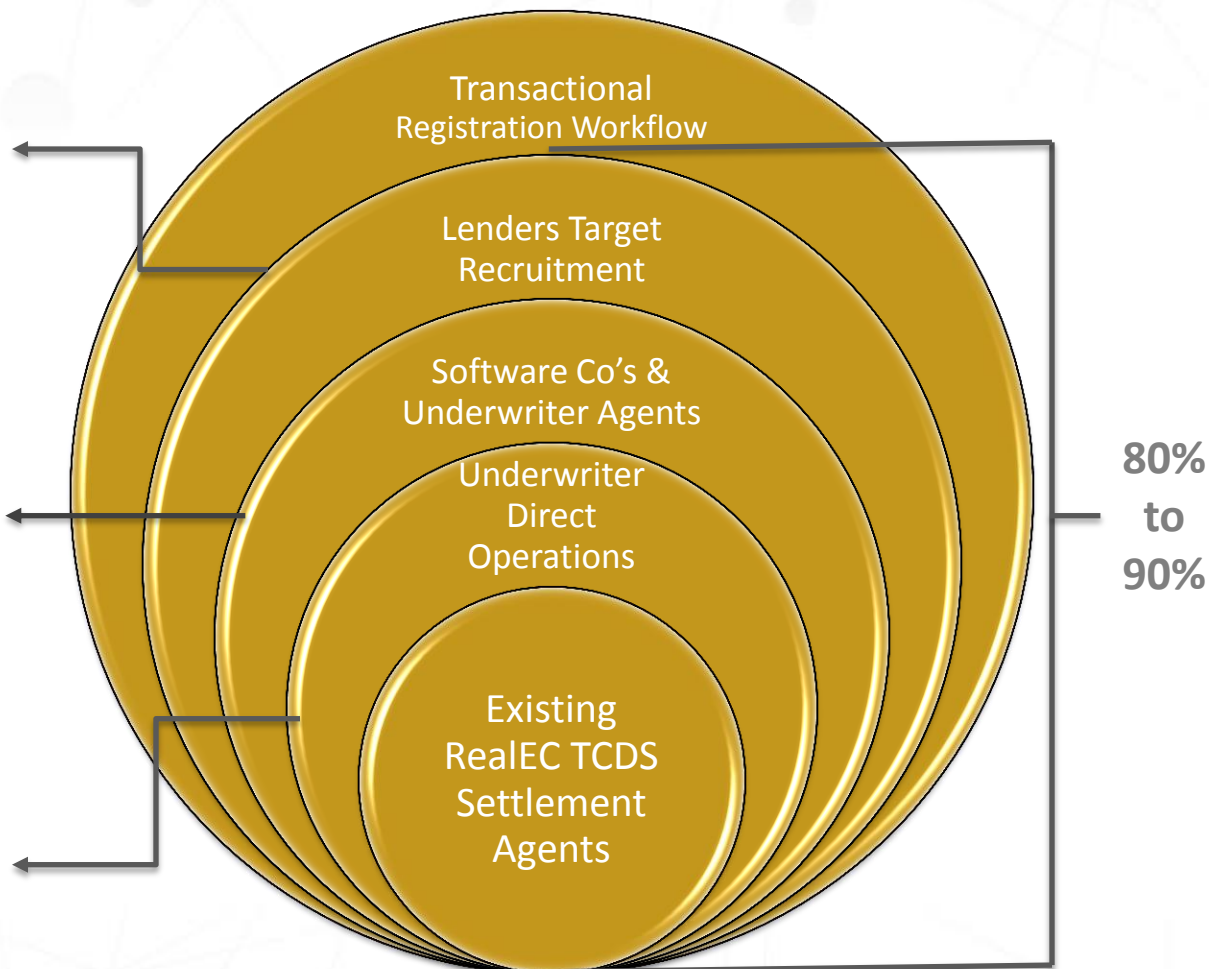 Transactional
Registration Workflow
Lenders Target
Recruitment
Software Co’s &
Underwriter Agents
Underwriter
Direct
Operations
Existing
RealEC TCDS
Settlement
Agents
80%
to
90%